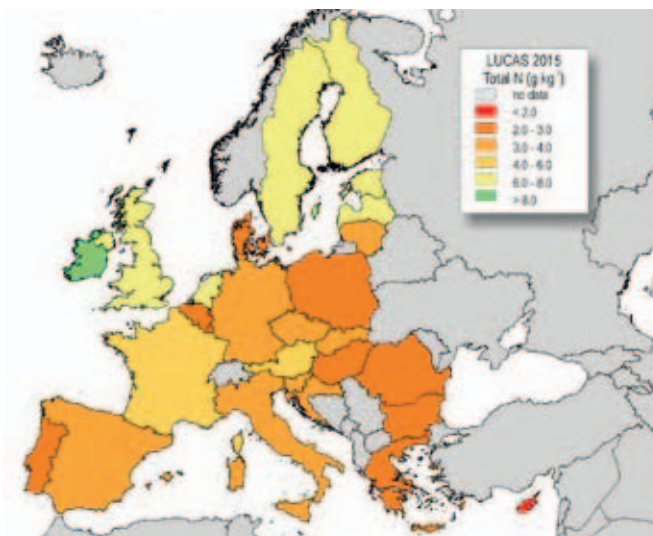 LUCAS 2015
Total N (g kg⁻¹)
no data
< 2.0
2.0 - 3.0
3.0 - 4.0
4.0 - 6.0
6.0 - 8.0
> 8.0